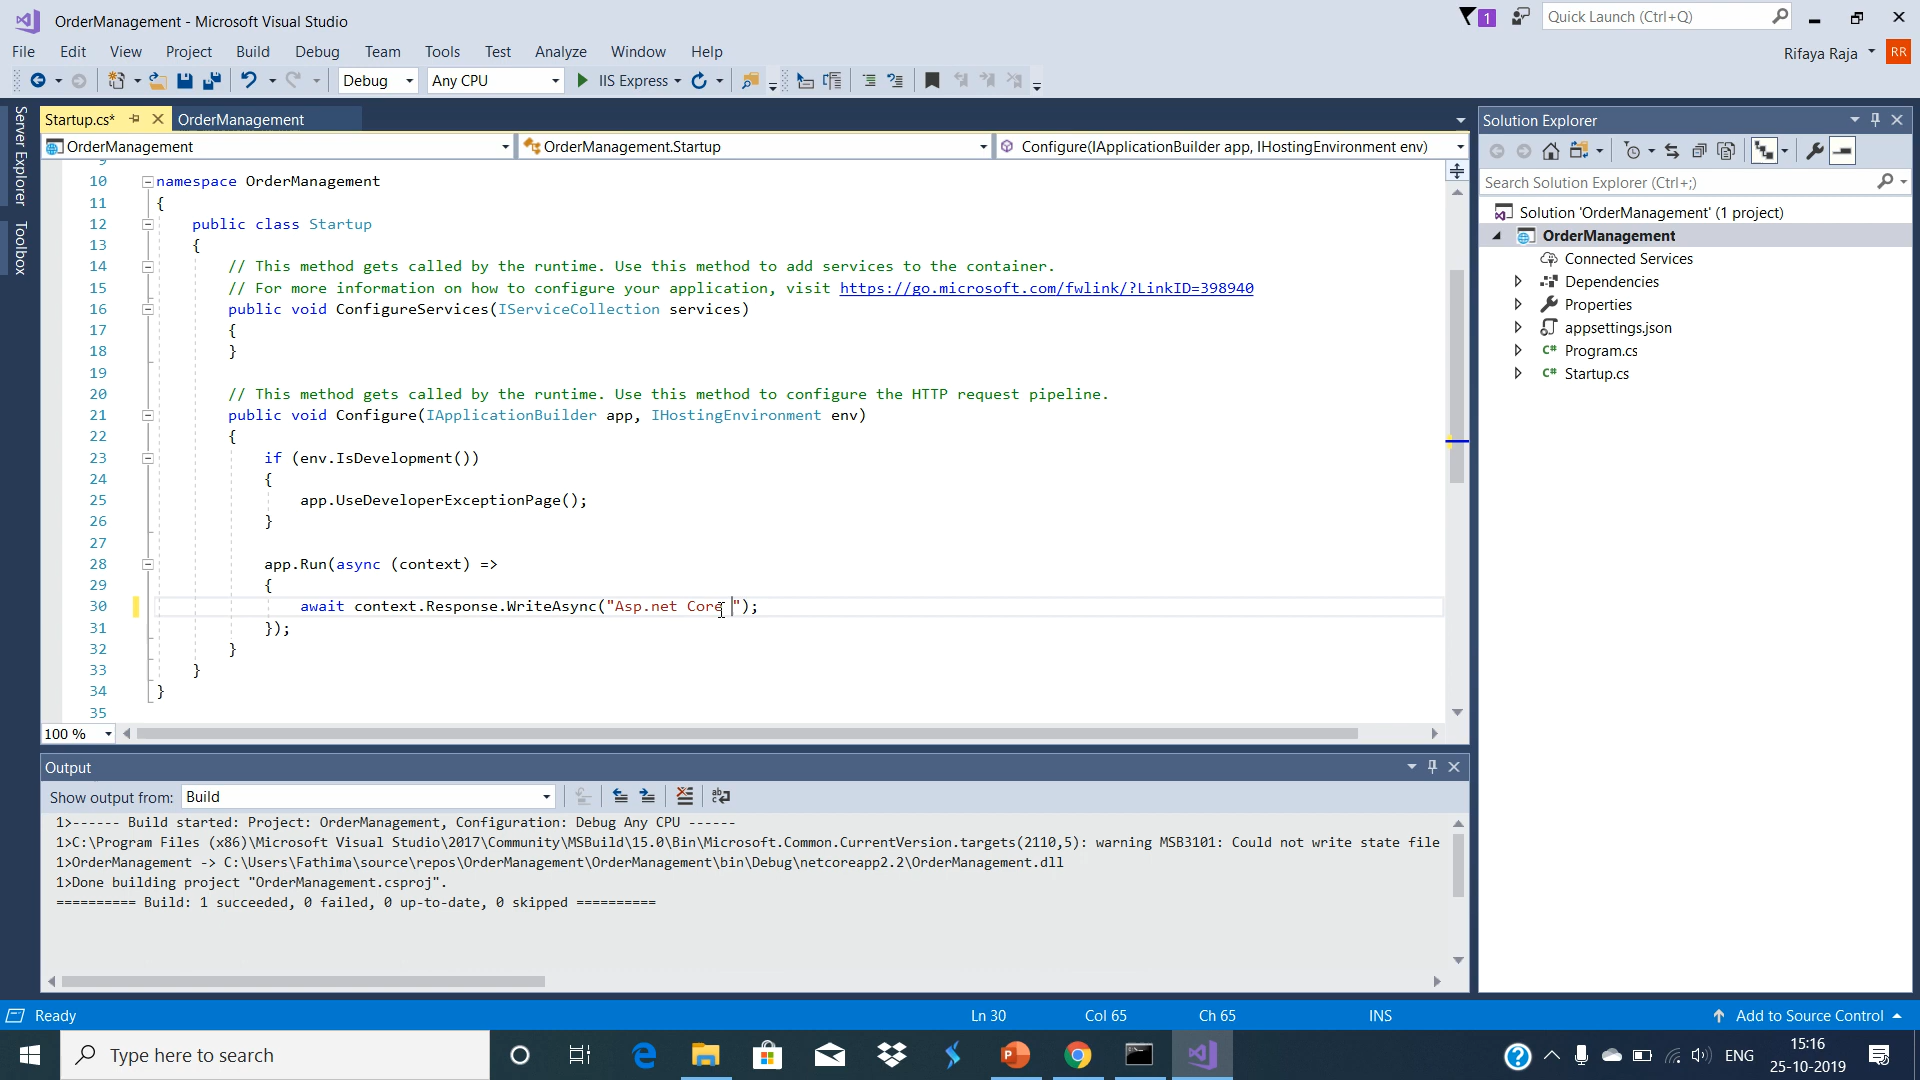 OrderManagement - Microsoft Visual Studio
1
Quick Launch (Ctrl+Q)
File Edit View Project Build Debug Team Tools Test Analyze Window Help
Rifaya Raja RR
Debug Any CPU IIS Express
Server Explorer
Toolbox
Startup.cs* OrderManagement
OrderManagement OrderManagement.Startup Configure(IApplicationBuilder app, IHostingEnvironment env)
9
10 namespace OrderManagement
11 {
12 public class Startup
13 {
14 // This method gets called by the runtime. Use this method to add services to the container.
15 // For more information on how to configure your application, visit https://go.microsoft.com/fwlink/?LinkID=398940
16 public void ConfigureServices(IServiceCollection services)
17 {
18 }
19
20 // This method gets called by the runtime. Use this method to configure the HTTP request pipeline.
21 public void Configure(IApplicationBuilder app, IHostingEnvironment env)
22 {
23 if (env.IsDevelopment())
24 {
25 app.UseDeveloperExceptionPage();
26 }
27
28 app.Run(async (context) =>
29 {
30 await context.Response.WriteAsync("Asp.net Core ");
31 });
32 }
33 }
34 }
35
100 %
Output
Show output from: Build
1>------ Build started: Project: OrderManagement, Configuration: Debug Any CPU ------
1>C:\Program Files (x86)\Microsoft Visual Studio\2017\Community\MSBuild\15.0\Bin\Microsoft.Common.CurrentVersion.targets(2110,5): warning MSB3101: Could not write state file
1>OrderManagement -> C:\Users\Fathima\source\repos\OrderManagement\OrderManagement\bin\Debug\netcoreapp2.2\OrderManagement.dll
1>Done building project "OrderManagement.csproj".
========== Build: 1 succeeded, 0 failed, 0 up-to-date, 0 skipped ==========
Solution Explorer
Search Solution Explorer (Ctrl+;)
Solution 'OrderManagement' (1 project)
OrderManagement
Connected Services
Dependencies
Properties
appsettings.json
C# Program.cs
C# Startup.cs
Ready Ln 30 Col 65 Ch 65 INS Add to Source Control
Type here to search
ENG
15:16
25-10-2019